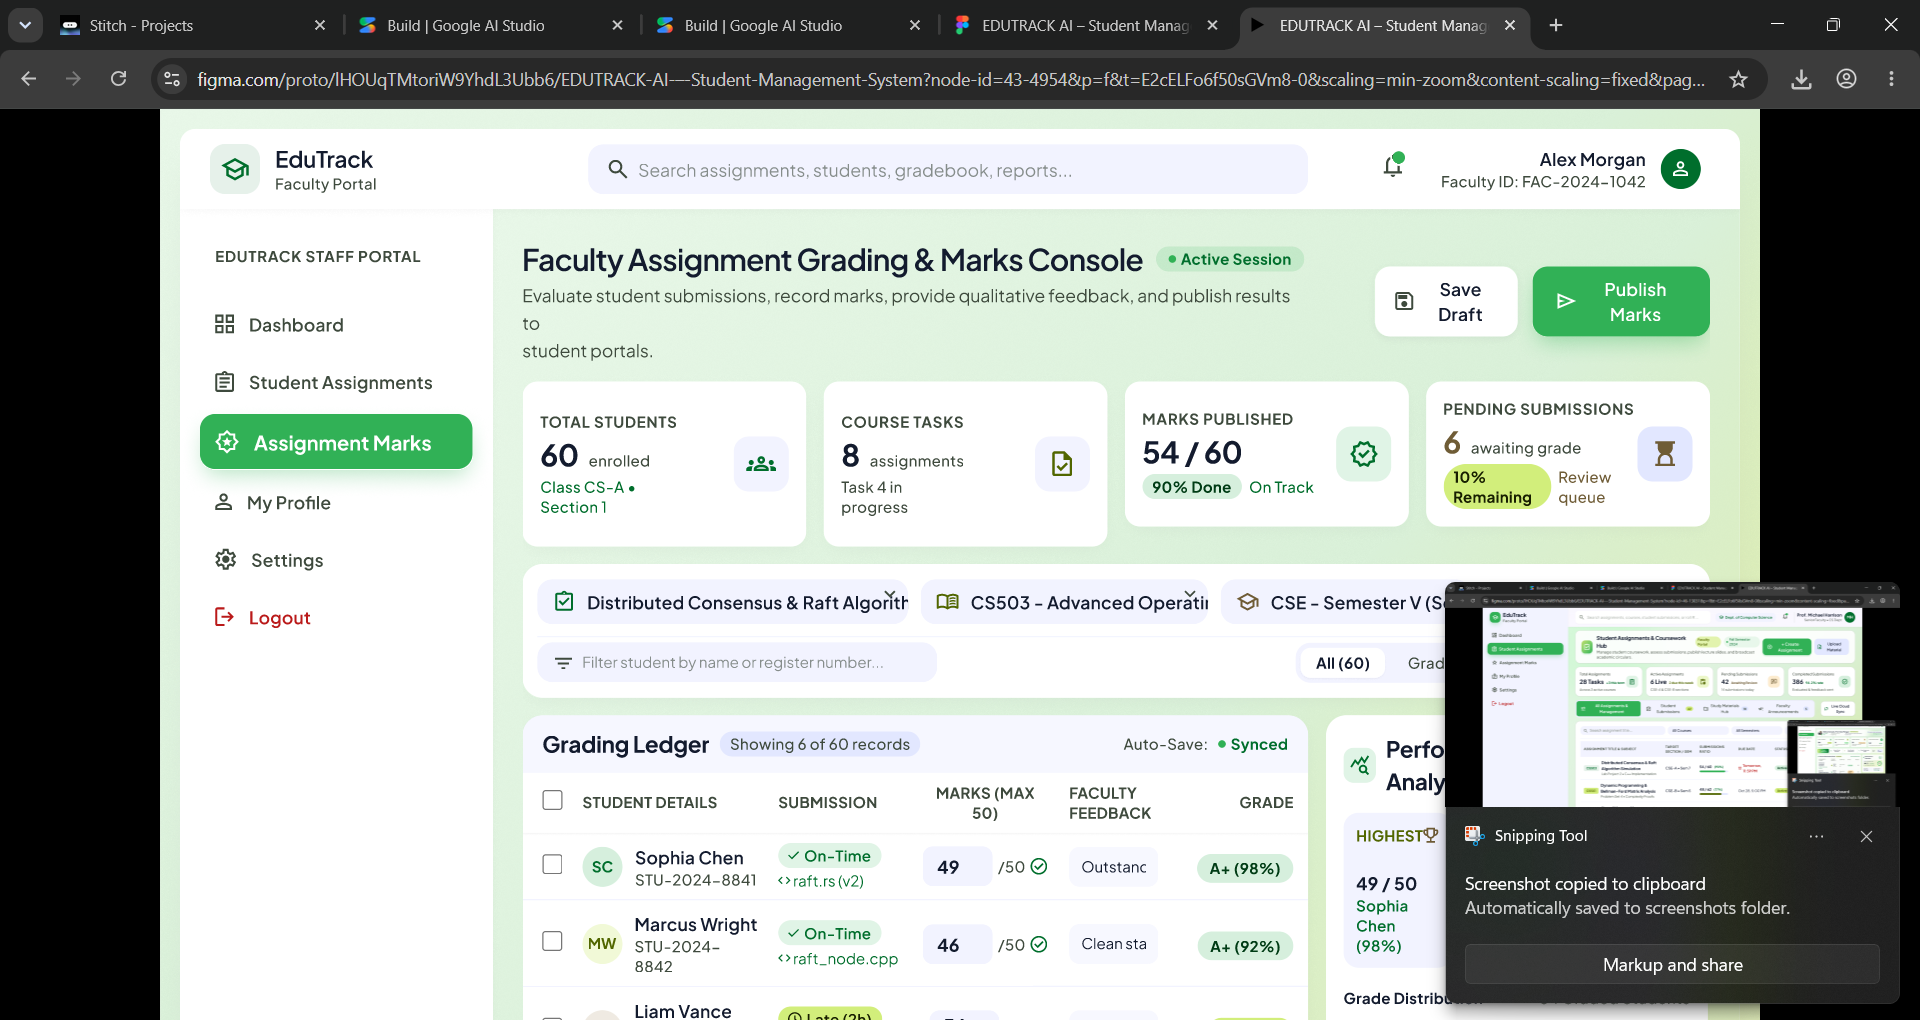 Stitch - Projects
Build | Google AI Studio
Build | Google AI Studio
EDUTRACK AI – Student Manag
EDUTRACK AI – Student Manag
figma.com/proto/lHOUqTMtoriW9YhdL3Ubb6/EDUTRACK-AI-–-Student-Management-System?node-id=43-4954&p=f&t=E2cELFo6f50sGVm8-0&scaling=min-zoom&content-scaling=fixed&pag...
EduTrack
Faculty Portal
Search assignments, students, gradebook, reports...
Alex Morgan
Faculty ID: FAC-2024-1042
EDUTRACK STAFF PORTAL
Dashboard
Student Assignments
Assignment Marks
My Profile
Settings
Logout
Faculty Assignment Grading & Marks Console
Active Session
Evaluate student submissions, record marks, provide qualitative feedback, and publish results
to
student portals.
Save
Draft
Publish
Marks
TOTAL STUDENTS
60 enrolled
Class CS-A •
Section 1
COURSE TASKS
8 assignments
Task 4 in
progress
MARKS PUBLISHED
54 / 60
90% Done On Track
PENDING SUBMISSIONS
6 awaiting grade
10%
Remaining
Review
queue
Distributed Consensus & Raft Algorith
CS503 - Advanced Operatin
CSE - Semester V (Se
Filter student by name or register number...
All (60)
Grad
Grading Ledger
Showing 6 of 60 records
Auto-Save: • Synced
STUDENT DETAILS
SUBMISSION
MARKS (MAX
50)
FACULTY
FEEDBACK
GRADE
SC
Sophia Chen
STU-2024-8841
On-Time
<>raft.rs (v2)
49 /50
Outstanc
A+ (98%)
MW
Marcus Wright
STU-2024-
8842
On-Time
<>raft_node.cpp
46 /50
Clean sta
A+ (92%)
Liam Vance
Late (2h)
Perfo
Analy
HIGHEST
49 / 50
Sophia
Chen
(98%)
Grade Distribu
Snipping Tool
Screenshot copied to clipboard
Automatically saved to screenshots folder.
Markup and share